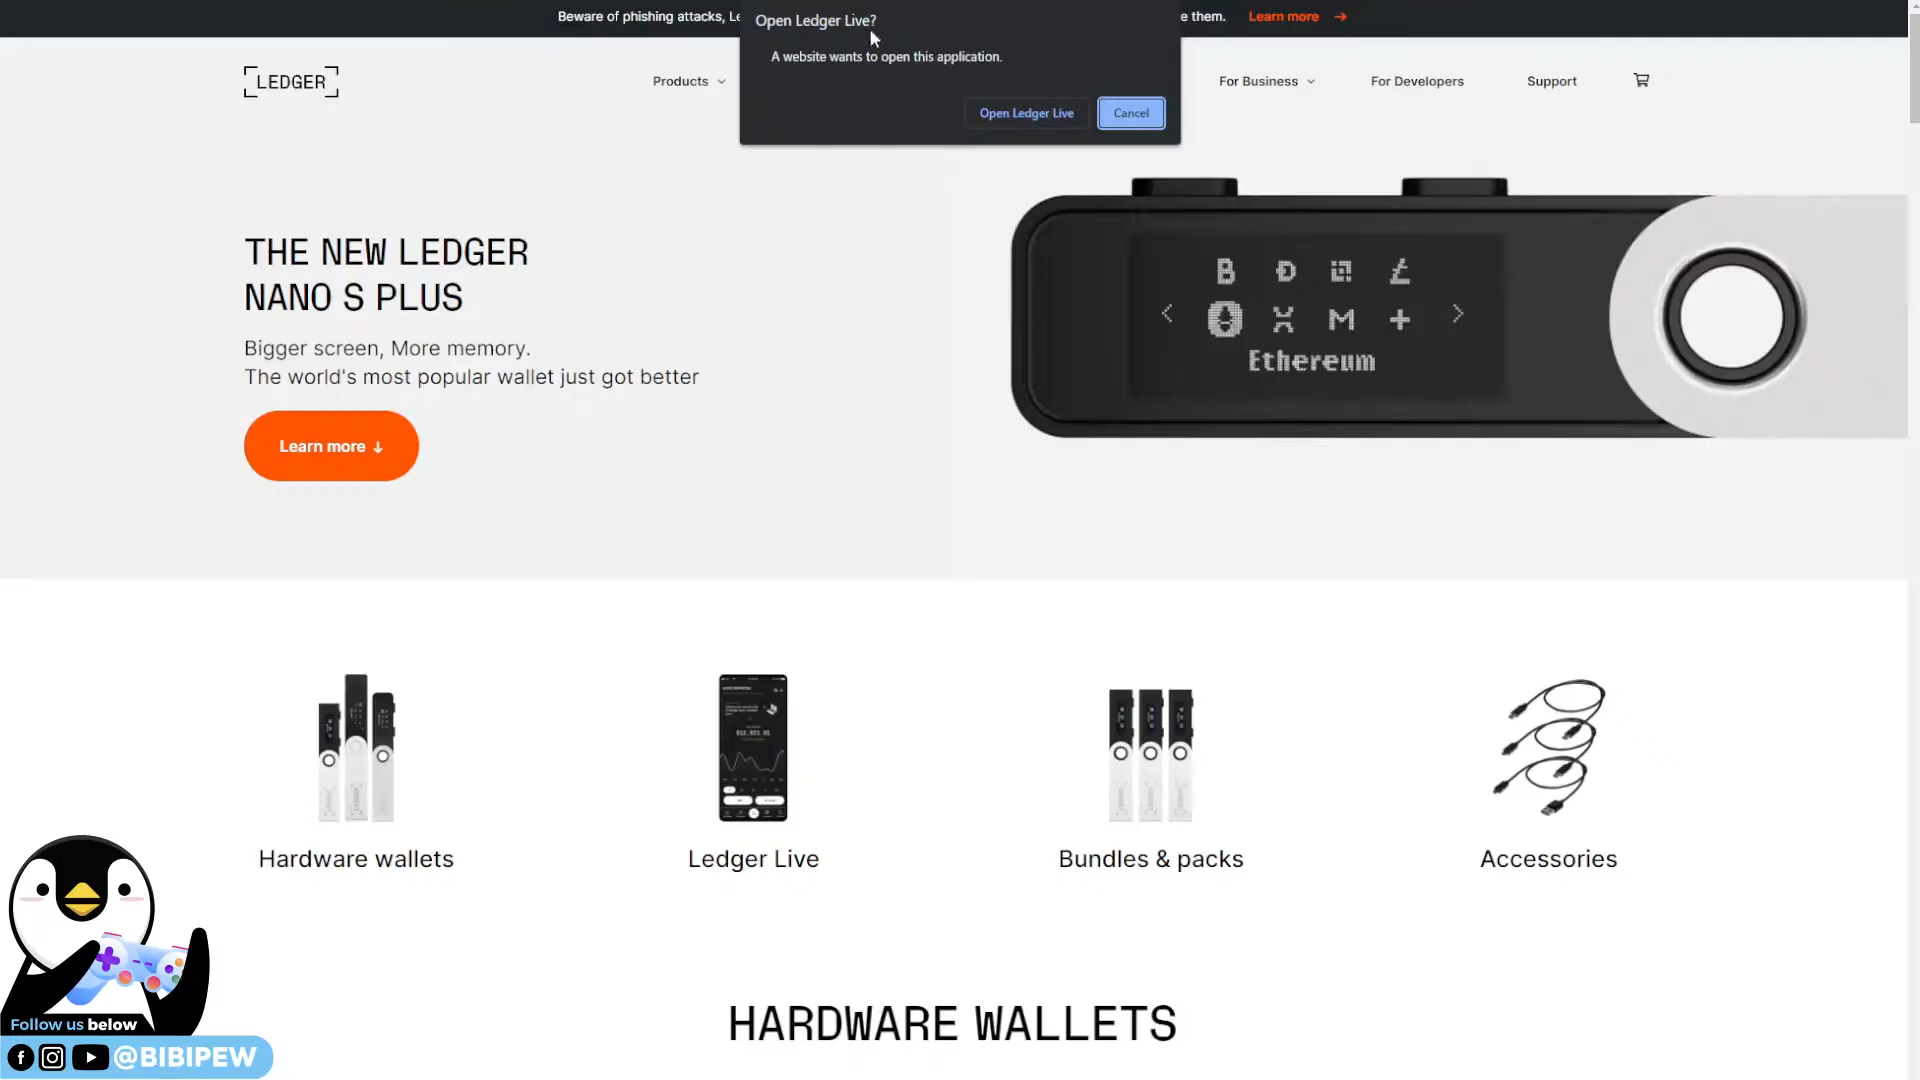 Beware of phishing attacks, Le
e them. Learn more →
Open Ledger Live?
A website wants to open this application.
Open Ledger Live
Cancel
LEDGER
Products
For Business
For Developers
Support
THE NEW LEDGER
NANO S PLUS
Bigger screen, More memory.
The world's most popular wallet just got better
Learn more ↓
Ethereum
Hardware wallets
Ledger Live
Bundles & packs
Accessories
HARDWARE WALLETS
Follow us below
@BIBIPEW